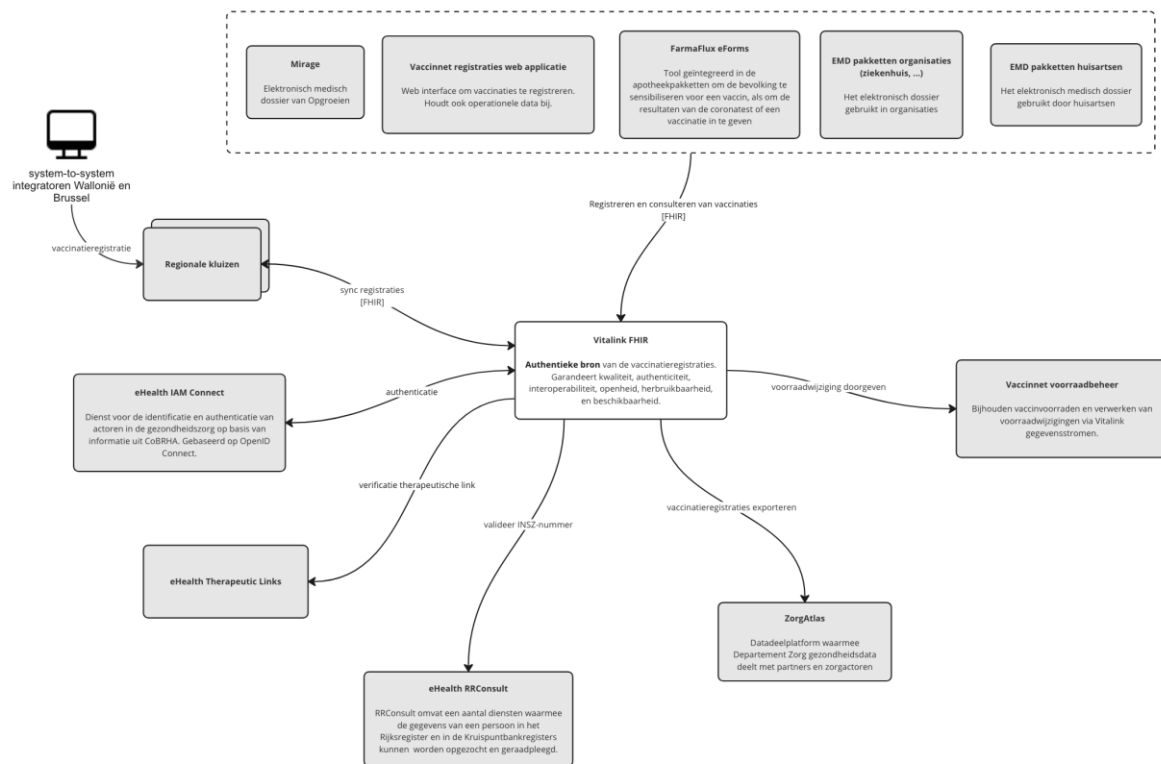 Mirage
Elektronisch medisch
dossier van Opgroeien
Vaccinnet registraties web applicatie
Web interface om vaccinaties te registreren.
Houdt ook operationele data bij.
FarmaFlux eForms
Tool geïntegreerd in de
apotheekpakketten om de bevolking te
sensibiliseren voor een vaccin, als om de
resultaten van de coronatest of een
vaccinatie in te geven
EMD pakketten organisaties
(ziekenhuis, ...)
Het elektronisch dossier
gebruikt in organisaties
EMD pakketten huisartsen
Het elektronisch medisch dossier
gebruikt door huisartsen
system-to-system
integratoren Wallonië en
Brussel
vaccinatieregistratie
Regionale kluizen
Registreren en consulteren van vaccinaties
[FHIR]
sync registraties
[FHIR]
Vitalink FHIR
Authentieke bron van de vaccinatieregistraties.
Garandeert kwaliteit, authenticiteit,
interoperabiliteit, openheid, herbruikbaarheid,
en beschikbaarheid.
eHealth IAM Connect
Dienst voor de identificatie en authenticatie van
actoren in de gezondheidszorg op basis van
informatie uit CoBRHA. Gebaseerd op OpenID
Connect.
authenticatie
voorraadwijziging doorgeven
Vaccinnet voorraadbeheer
Bijhouden vaccinvoorraden en verwerken van
voorraadwijzigingen via Vitalink
gegevensstromen.
verificatie therapeutische link
valideer INSZ-nummer
vaccinatieregistraties exporteren
eHealth Therapeutic Links
ZorgAtlas
Datadeelplatform waarmee
Departement Zorg gezondheidsdata
deelt met partners en zorgactoren
eHealth RRConsult
RRConsult omvat een aantal diensten waarmee
de gegevens van een persoon in het
Rijksregister en in de Kruispuntbankregisters
kunnen worden opgezocht en geraadpleegd.